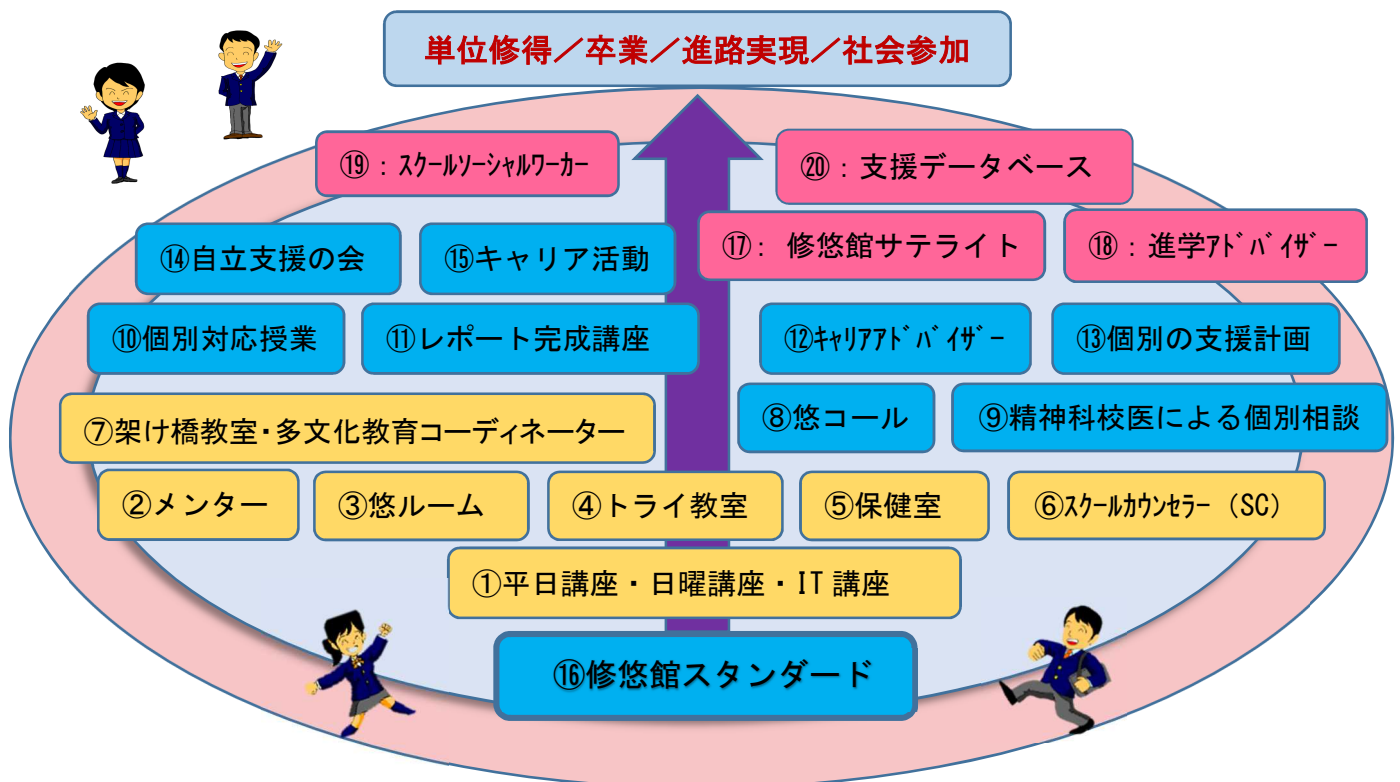 単位修得／卒業／進路実現／社会参加
⑲：ｽｸｰﾙｿｰｼｬﾙﾜｰｶｰ
⑳：支援データベース
⑭自立支援の会
⑮キャリア活動
⑰： 修悠館サテライト
⑱：進学ｱﾄﾞﾊﾞｲｻﾞｰ
⑩個別対応授業
⑪レポート完成講座
⑫ｷｬﾘｱｱﾄﾞﾊﾞｲｻﾞｰ
⑬個別の支援計画
⑦架け橋教室・多文化教育コーディネーター
⑧悠コール
⑨精神科校医による個別相談
②メンター
③悠ルーム
④トライ教室
⑤保健室
⑥ｽｸｰﾙｶｳﾝｾﾗｰ（SC）
①平日講座・日曜講座・IT 講座
⑯修悠館スタンダード